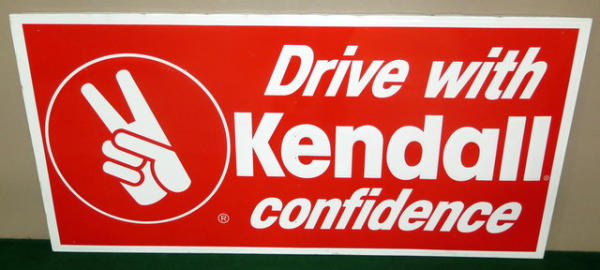 Drive with
Kendall®
confidence
®